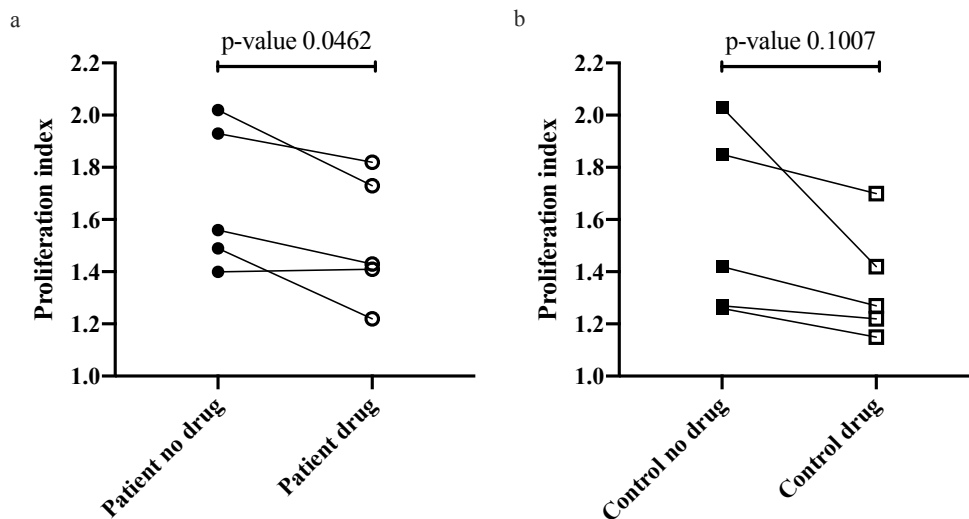 a
p-value 0.0462
2.2
2.0
1.8
1.6
1.4
1.2
1.0
Proliferation index
Patient no drug
Patient drug
b
p-value 0.1007
2.2
2.0
1.8
1.6
1.4
1.2
1.0
Proliferation index
Control no drug
Control drug